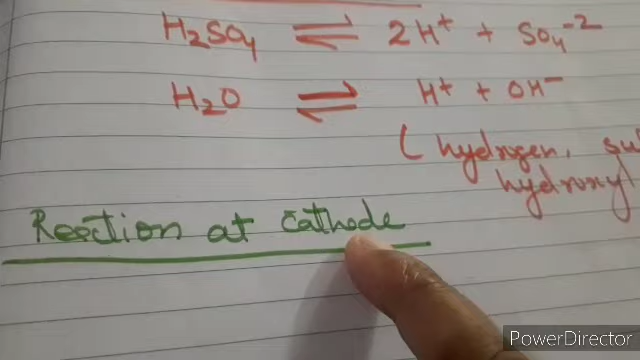 H₂SO₄ ⇌ 2H⁺ + SO₄⁻²
H₂O ⇌ H⁺ + OH⁻
( hydrogen,
hydroxyl
Reaction at Cathode
PowerDirector